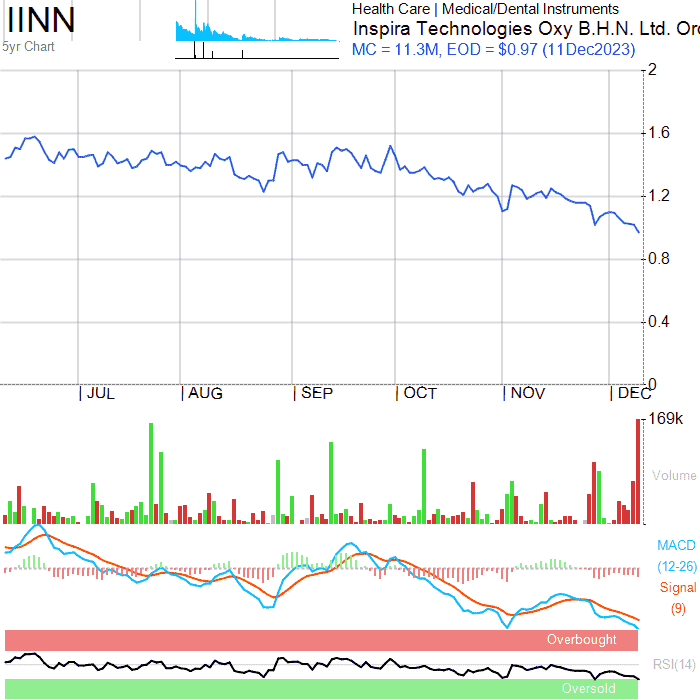 IINN
5yr Chart
Health Care | Medical/Dental Instruments
Inspira Technologies Oxy B.H.N. Ltd. Ord
MC = 11.3M, EOD = $0.97 (11Dec2023)
2
1.6
1.2
0.8
0.4
0
| JUL | AUG | SEP | OCT | NOV | DEC
169k
Volume
MACD
(12-26)
Signal
(9)
Overbought
RSI(14)
Oversold